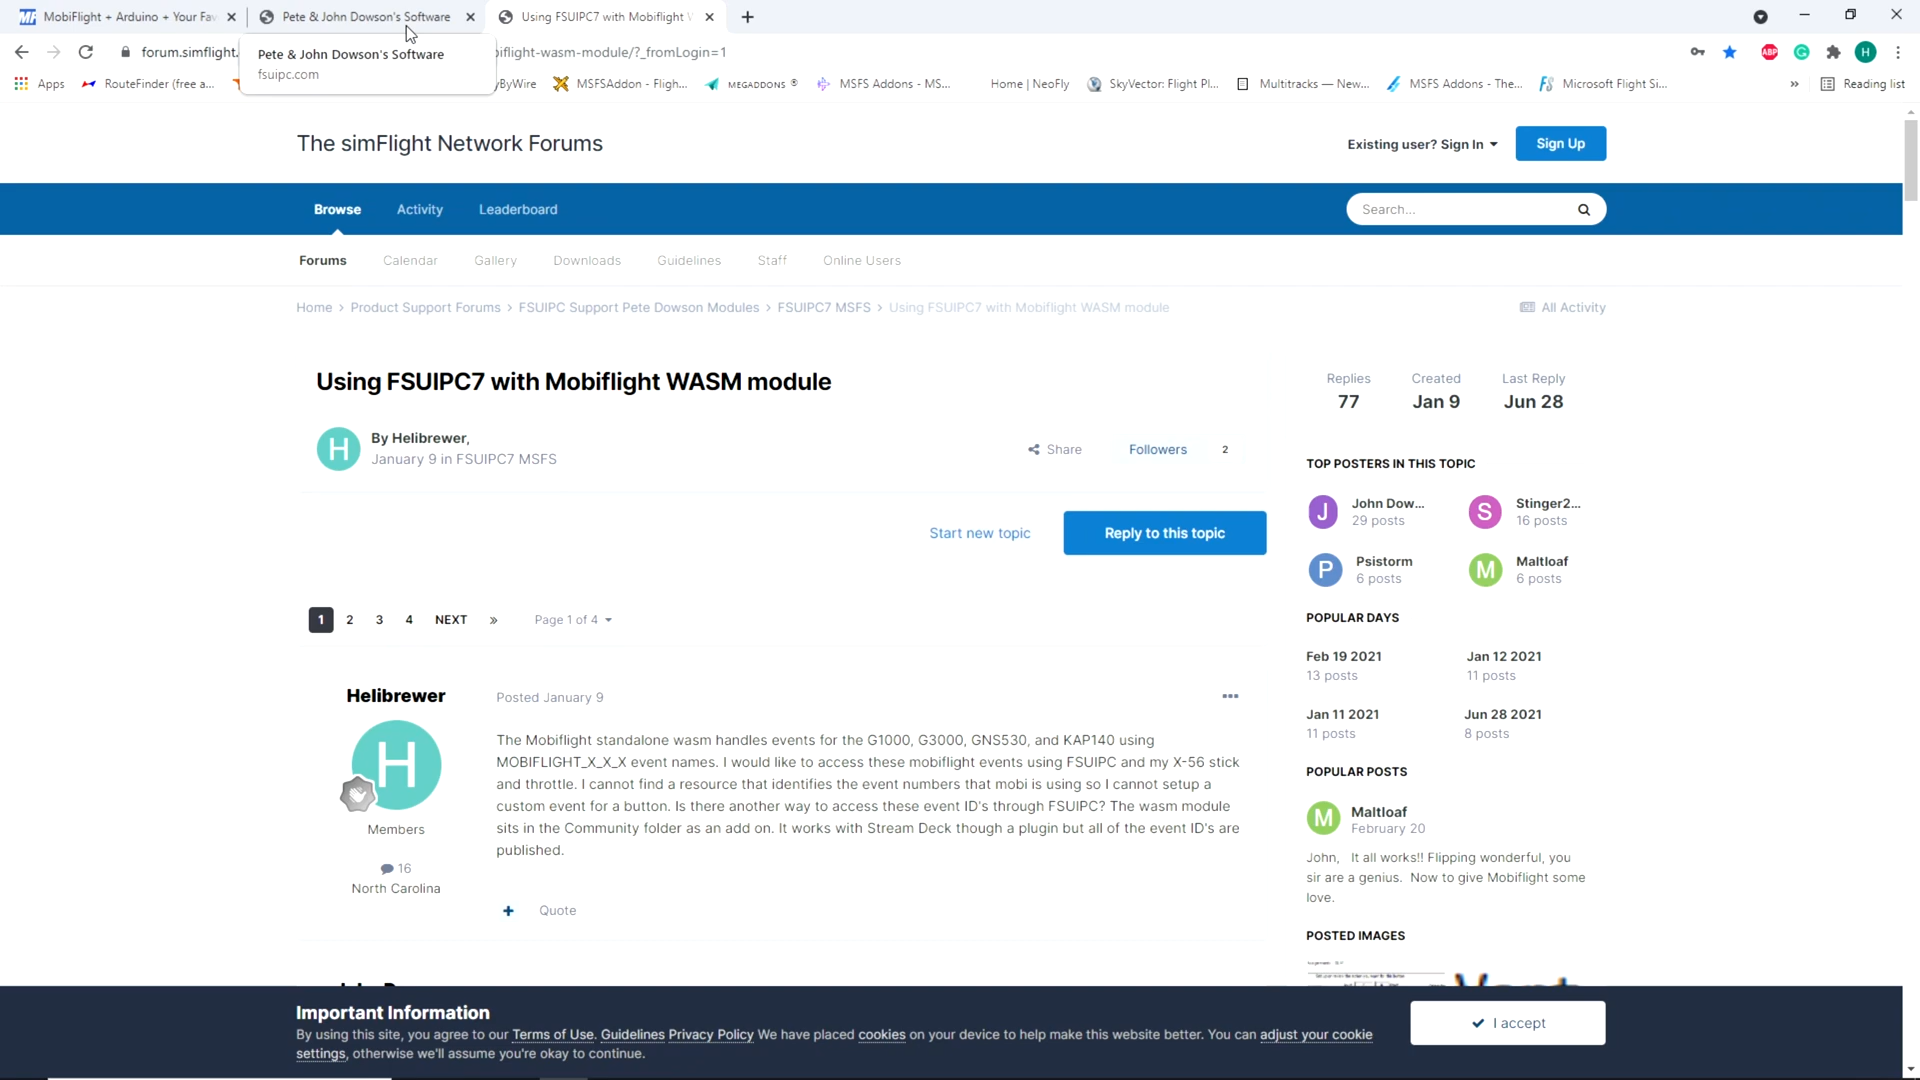 MobiFlight + Arduino + Your Fav
Pete & John Dowson's Software
Using FSUIPC7 with Mobiflight W
forum.simflight.
biflight-wasm-module/?_fromLogin=1
Pete & John Dowson's Software
fsuipc.com
ABP
H
Apps
RouteFinder (free a...
yByWire
MSFSAddon - Fligh...
MEGADDONS ®
MSFS Addons - MS...
Home | NeoFly
SkyVector: Flight Pl...
Multitracks — New...
MSFS Addons - The...
Microsoft Flight Si...
»
Reading list
The simFlight Network Forums
Existing user? Sign In
Sign Up
Browse
Activity
Leaderboard
Search...
Forums
Calendar
Gallery
Downloads
Guidelines
Staff
Online Users
Home > Product Support Forums > FSUIPC Support Pete Dowson Modules > FSUIPC7 MSFS > Using FSUIPC7 with Mobiflight WASM module
All Activity
Using FSUIPC7 with Mobiflight WASM module
H
By Helibrewer,
January 9 in FSUIPC7 MSFS
Share
Followers
2
Start new topic
Reply to this topic
1 2 3 4 NEXT » Page 1 of 4
Helibrewer
H
Members
16
North Carolina
Posted January 9
The Mobiflight standalone wasm handles events for the G1000, G3000, GNS530, and KAP140 using
MOBIFLIGHT_X_X_X event names. I would like to access these mobiflight events using FSUIPC and my X-56 stick
and throttle. I cannot find a resource that identifies the event numbers that mobi is using so I cannot setup a
custom event for a button. Is there another way to access these event ID's through FSUIPC? The wasm module
sits in the Community folder as an add on. It works with Stream Deck though a plugin but all of the event ID's are
published.
+ Quote
Replies
77
Created
Jan 9
Last Reply
Jun 28
TOP POSTERS IN THIS TOPIC
J
John Dow...
29 posts
S
Stinger2...
16 posts
P
Psistorm
6 posts
M
Maltloaf
6 posts
POPULAR DAYS
Feb 19 2021
13 posts
Jan 12 2021
11 posts
Jan 11 2021
11 posts
Jun 28 2021
8 posts
POPULAR POSTS
M
Maltloaf
February 20
John, It all works!! Flipping wonderful, you
sir are a genius. Now to give Mobiflight some
love.
POSTED IMAGES
Important Information
By using this site, you agree to our Terms of Use. Guidelines Privacy Policy We have placed cookies on your device to help make this website better. You can adjust your cookie
settings, otherwise we'll assume you're okay to continue.
I accept